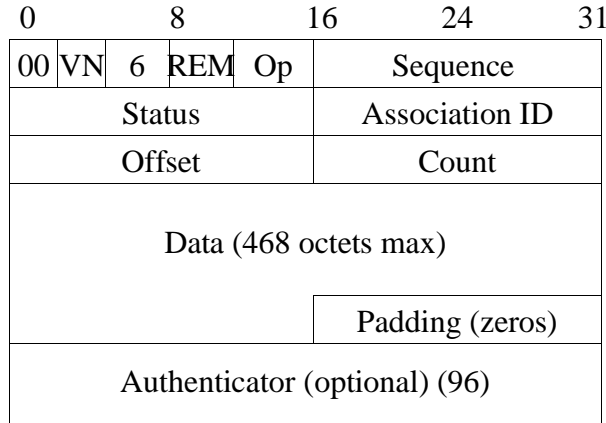 0 8 16 24 31
00 VN 6 REM Op Sequence
Status Association ID
Offset Count
Data (468 octets max)
Padding (zeros)
Authenticator (optional) (96)